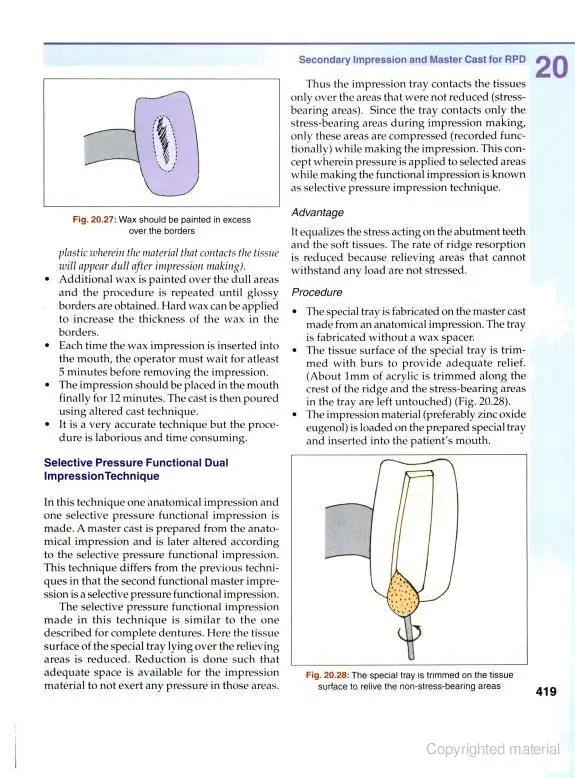 Secondary Impression and Master Cast for RPD
20
Fig. 20.27: Wax should be painted in excess
over the borders
plastic wherein the material that contacts the tissue
will appear dull after impression making).
• Additional wax is painted over the dull areas
and the procedure is repeated until glossy
borders are obtained. Hard wax can be applied
to increase the thickness of the wax in the
borders.
• Each time the wax impression is inserted into
the mouth, the operator must wait for atleast
5 minutes before removing the impression.
• The impression should be placed in the mouth
finally for 12 minutes. The cast is then poured
using altered cast technique.
• It is a very accurate technique but the proce-
dure is laborious and time consuming.
Selective Pressure Functional Dual
Impression Technique
In this technique one anatomical impression and
one selective pressure functional impression is
made. A master cast is prepared from the anato-
mical impression and is later altered according
to the selective pressure functional impression.
This technique differs from the previous techni-
ques in that the second functional master impre-
ssion is a selective pressure functional impression.
The selective pressure functional impression
made in this technique is similar to the one
described for complete dentures. Here the tissue
surface of the special tray lying over the relieving
areas is reduced. Reduction is done such that
adequate space is available for the impression
material to not exert any pressure in those areas.
Thus the impression tray contacts the tissues
only over the areas that were not reduced (stress-
bearing areas). Since the tray contacts only the
stress-bearing areas during impression making,
only these areas are compressed (recorded func-
tionally) while making the impression. This con-
cept wherein pressure is applied to selected areas
while making the functional impression is known
as selective pressure impression technique.
Advantage
It equalizes the stress acting on the abutment teeth
and the soft tissues. The rate of ridge resorption
is reduced because relieving areas that cannot
withstand any load are not stressed.
Procedure
• The special tray is fabricated on the master cast
made from an anatomical impression. The tray
is fabricated without a wax spacer.
• The tissue surface of the special tray is trim-
med with burs to provide adequate relief.
(About 1mm of acrylic is trimmed along the
crest of the ridge and the stress-bearing areas
in the tray are left untouched) (Fig. 20.28).
• The impression material (preferably zinc oxide
eugenol) is loaded on the prepared special tray
and inserted into the patient's mouth.
Fig. 20.28: The special tray is trimmed on the tissue
surface to relive the non-stress-bearing areas
419
Copyrighted material